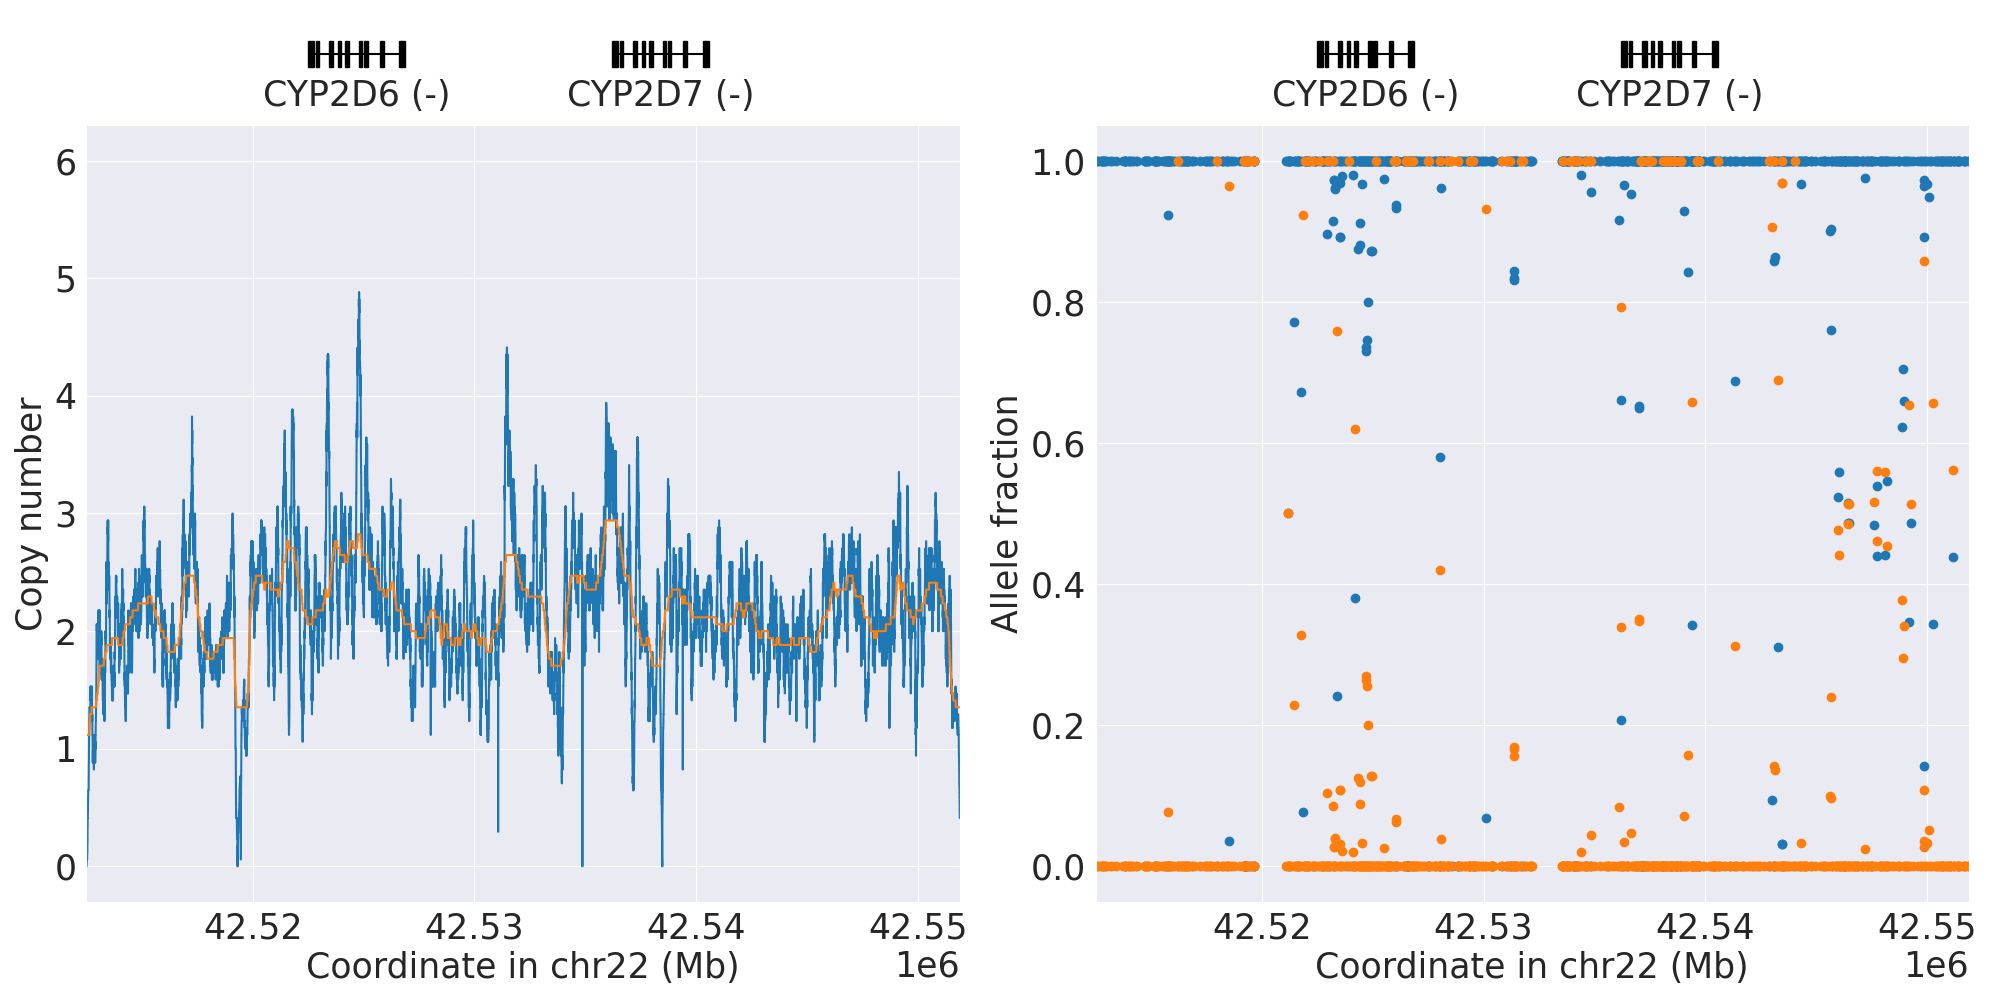 CYP2D6 (-)
CYP2D7 (-)
6
5
4
3
2
1
0
Copy number
42.52
42.53
42.54
42.55
Coordinate in chr22 (Mb)
1e6
CYP2D6 (-)
CYP2D7 (-)
1.0
0.8
0.6
0.4
0.2
0.0
Allele fraction
42.52
42.53
42.54
42.55
Coordinate in chr22 (Mb)
1e6